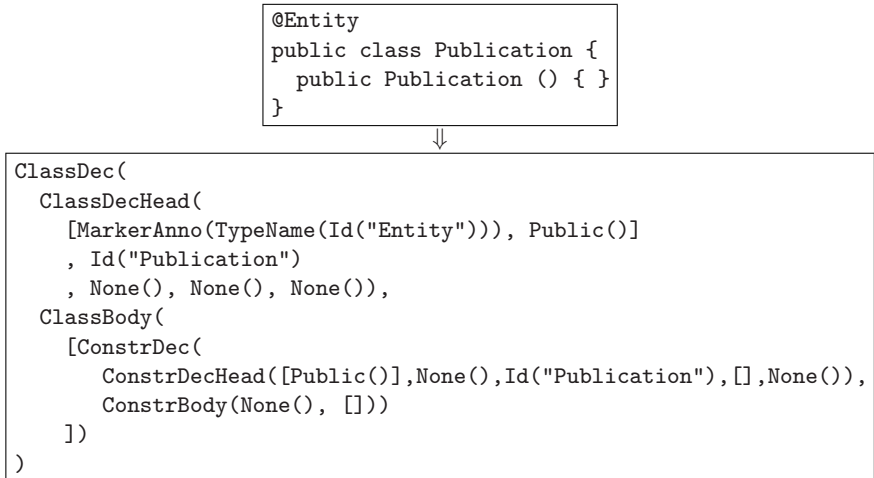 @Entity
public class Publication {
  public Publication () { }
}
⇓
ClassDec(
  ClassDecHead(
    [MarkerAnno(TypeName(Id("Entity"))), Public()]
    , Id("Publication")
    , None(), None(), None()),
  ClassBody(
    [ConstrDec(
       ConstrDecHead([Public()],None(),Id("Publication"),[],None()),
       ConstrBody(None(), []))
    ])
)